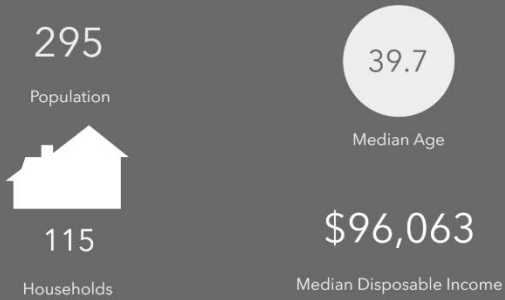 295
Population
39.7
Median Age
115
Households
$96,063
Median Disposable Income